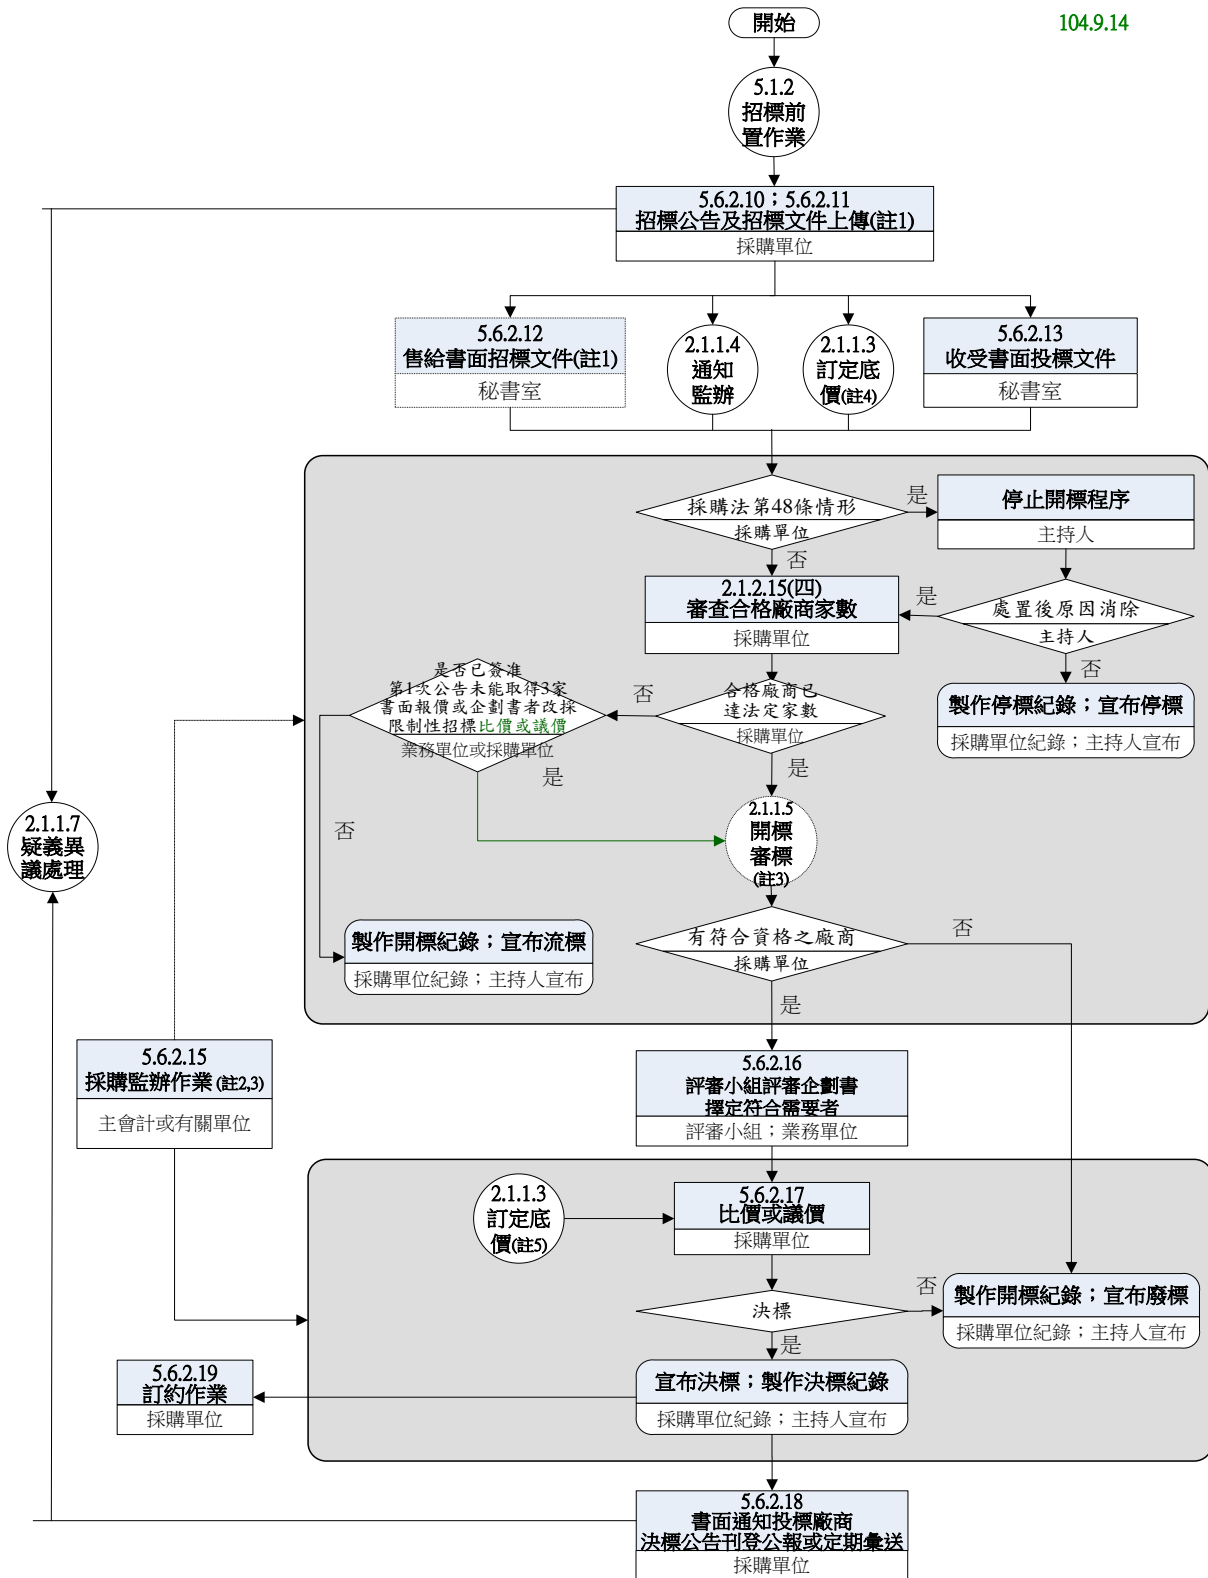 開始
104.9.14
5.1.2
招標前
置作業
5.6.2.10；5.6.2.11
招標公告及招標文件上傳(註1)
採購單位
5.6.2.12
售給書面招標文件(註1)
秘書室
2.1.1.4
通知
監辦
2.1.1.3
訂定底
價(註4)
5.6.2.13
收受書面投標文件
秘書室
採購法第48條情形
採購單位
是
停止開標程序
主持人
否
2.1.2.15(四)
審查合格廠商家數
採購單位
是
處置後原因消除
主持人
否
製作停標紀錄；宣布停標
採購單位紀錄；主持人宣布
是否已簽准
第1次公告未能取得3家
書面報價或企劃書者改採
限制性招標比價或議價
業務單位或採購單位
否
合格廠商已
達法定家數
採購單位
是
是
否
2.1.1.5
開標
審標
(註3)
2.1.1.7
疑義異
議處理
製作開標紀錄；宣布流標
採購單位紀錄；主持人宣布
有符合資格之廠商
採購單位
否
是
5.6.2.15
採購監辦作業(註2,3)
主會計或有關單位
5.6.2.16
評審小組評審企劃書
擇定符合需要者
評審小組；業務單位
2.1.1.3
訂定底
價(註5)
5.6.2.17
比價或議價
採購單位
決標
否
製作開標紀錄；宣布廢標
採購單位紀錄；主持人宣布
是
宣布決標；製作決標紀錄
採購單位紀錄；主持人宣布
5.6.2.19
訂約作業
採購單位
5.6.2.18
書面通知投標廠商
決標公告刊登公報或定期彙送
採購單位